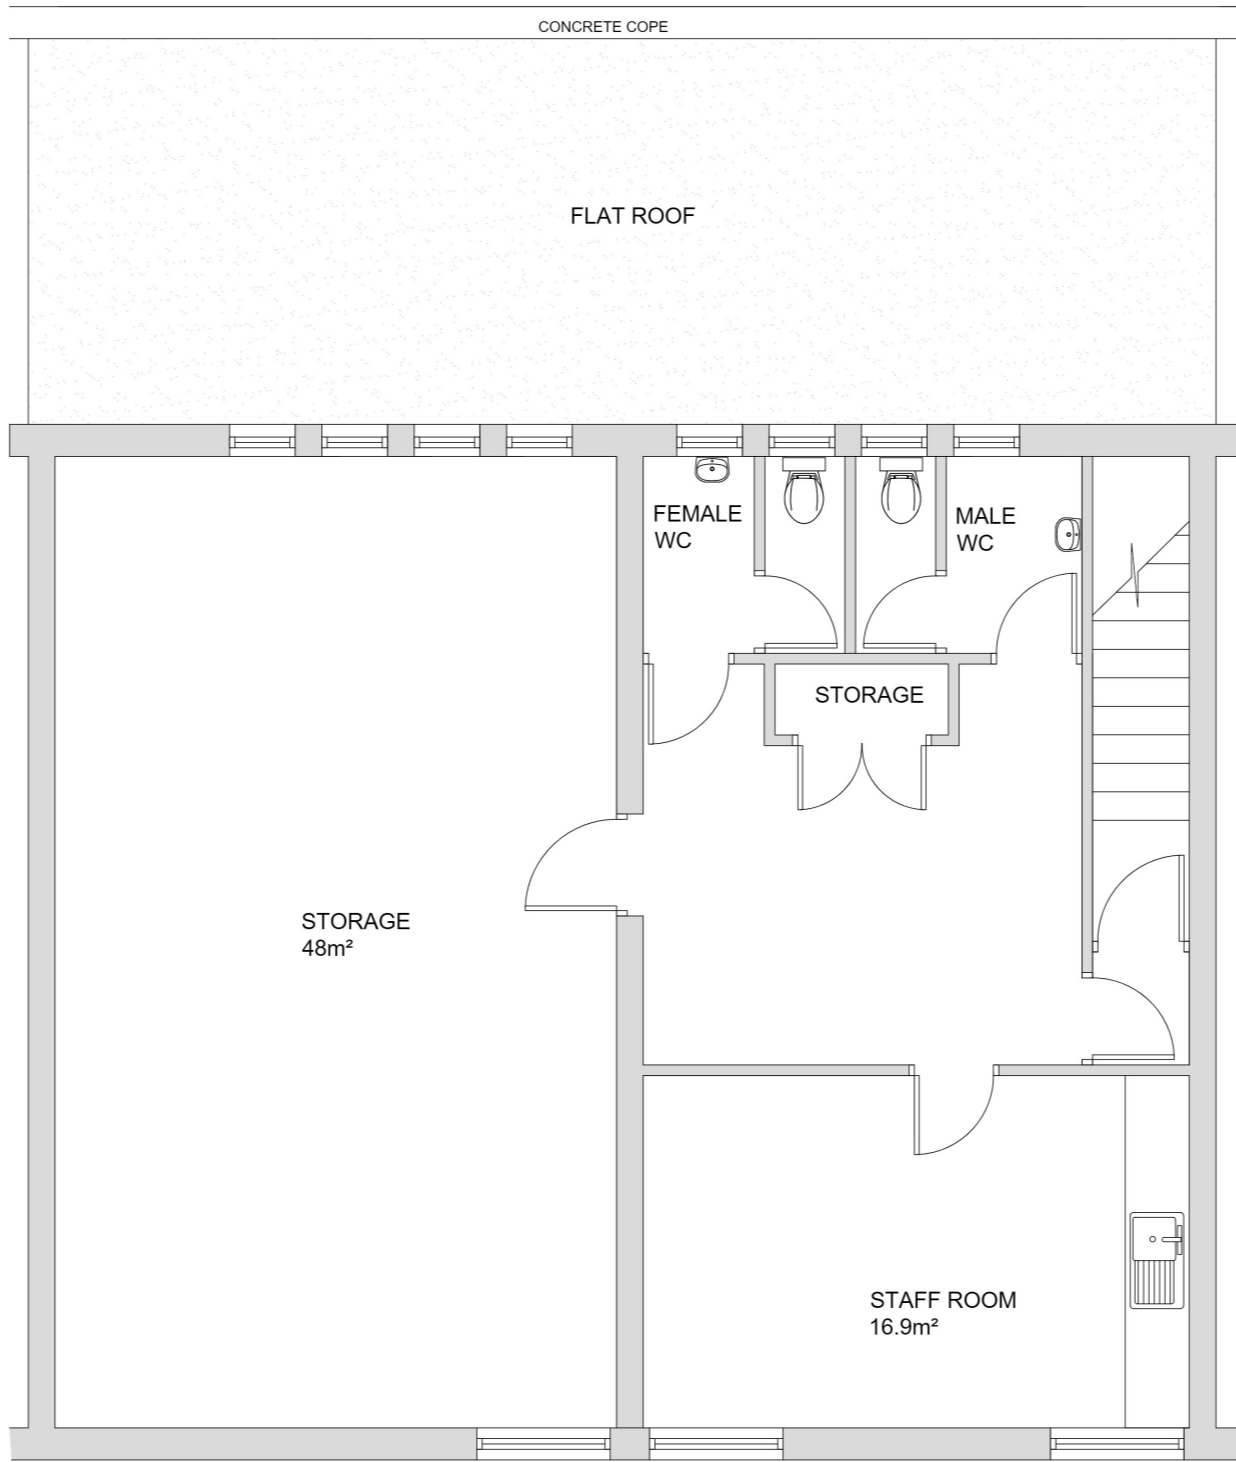 CONCRETE COPE
FLAT ROOF
FEMALE
WC
MALE
WC
STORAGE
STORAGE
48m²
STAFF ROOM
16.9m²